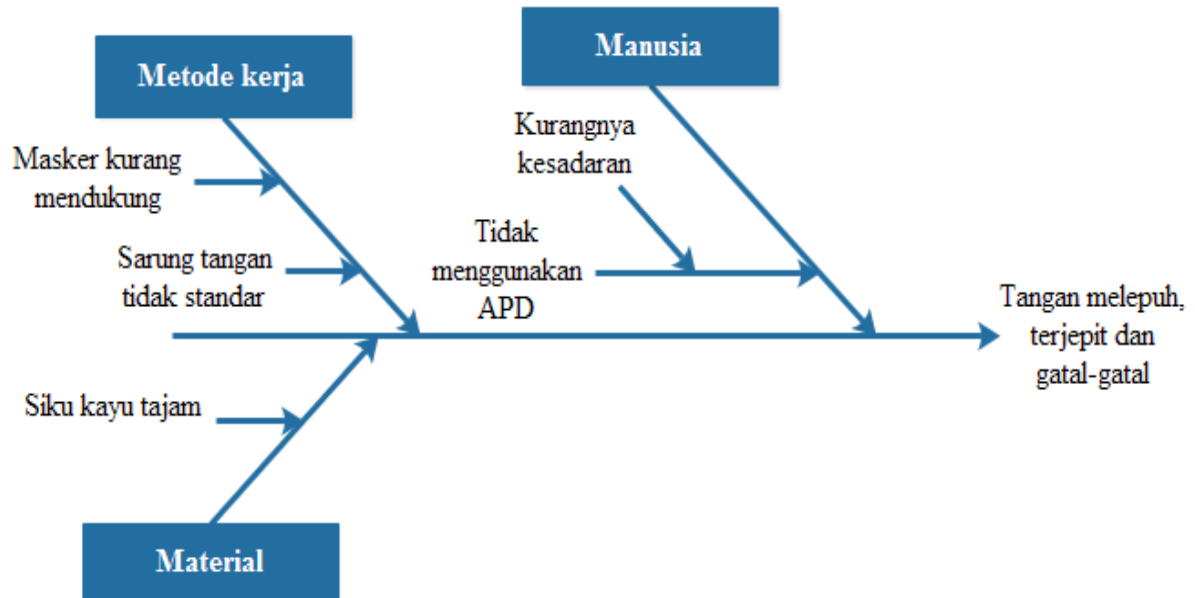 Manusia
Metode kerja
Kurangnya
kesadaran
Masker kurang
mendukung
Tidak
menggunakan
APD
Sarung tangan
tidak standar
Tangan melepuh,
terjepit dan
gatal-gatal
Siku kayu tajam
Material